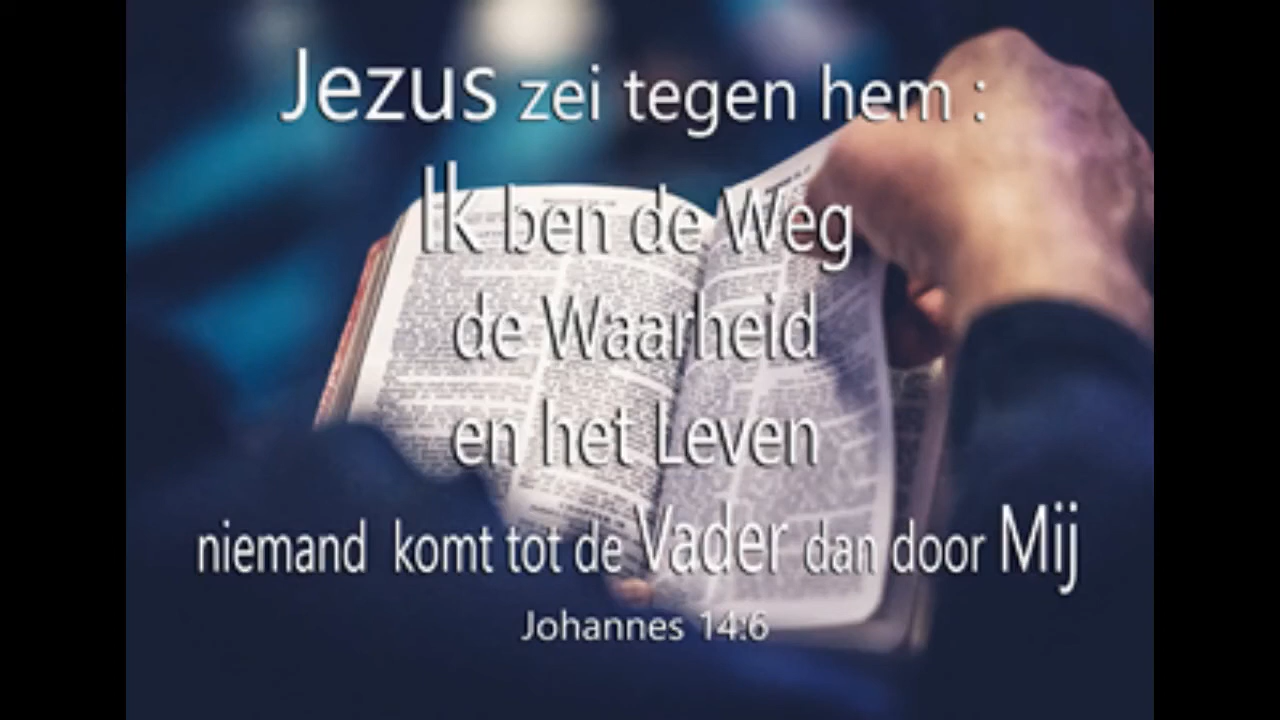 Jezus zei tegen hem :
Ik ben de Weg
de Waarheid
en het Leven
niemand komt tot de Vader dan door Mij
Johannes 14:6